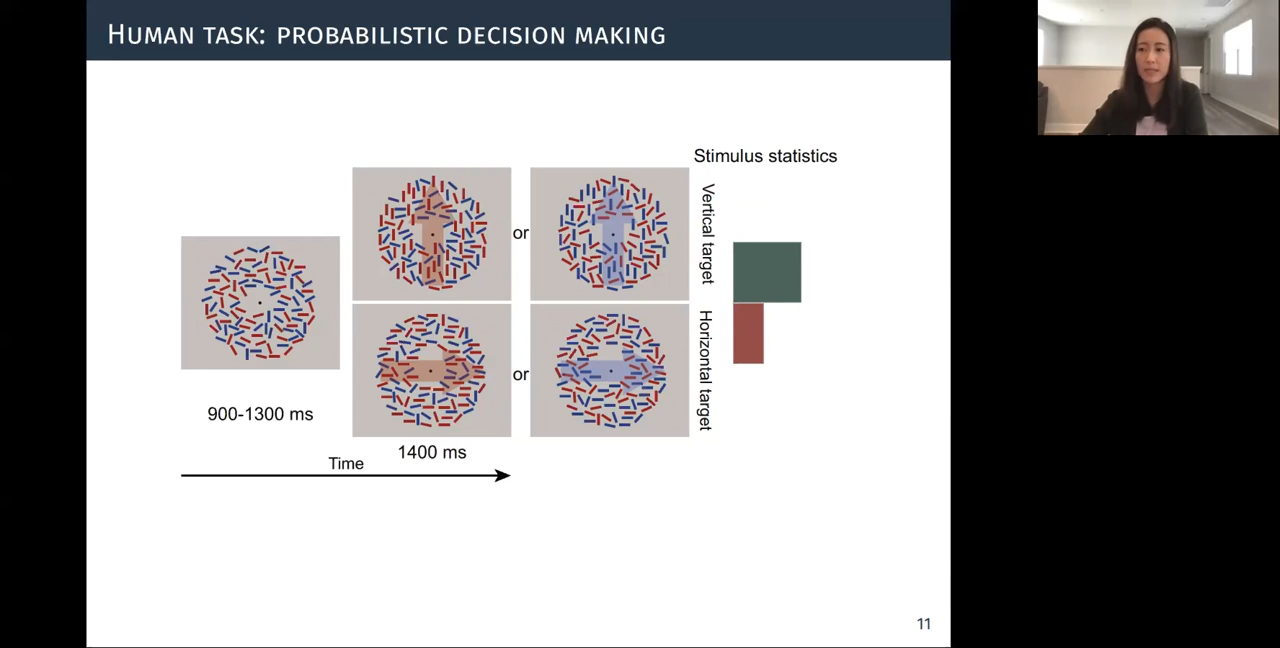 HUMAN TASK: PROBABILISTIC DECISION MAKING
Stimulus statistics
or
Vertical target
or
Horizontal target
900-1300 ms
1400 ms
Time
11